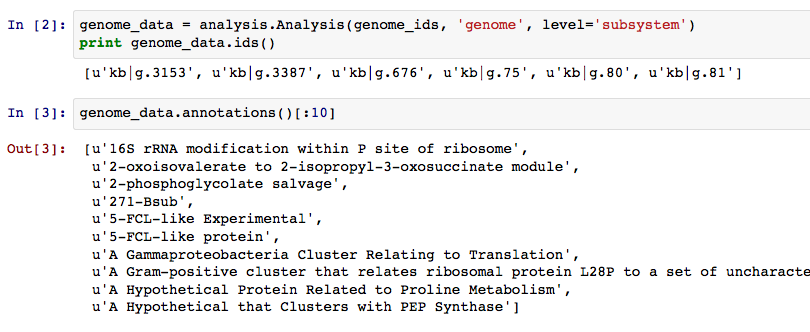 In [2]: genome_data = analysis.Analysis(genome_ids, 'genome', level='subsystem')
print genome_data.ids()
[u'kb|g.3153', u'kb|g.3387', u'kb|g.676', u'kb|g.75', u'kb|g.80', u'kb|g.81']
In [3]: genome_data.annotations()[:10]
Out[3]: [u'16S rRNA modification within P site of ribosome',
u'2-oxoisovalerate to 2-isopropyl-3-oxosuccinate module',
u'2-phosphoglycolate salvage',
u'271-Bsub',
u'5-FCL-like Experimental',
u'5-FCL-like protein',
u'A Gammaproteobacteria Cluster Relating to Translation',
u'A Gram-positive cluster that relates ribosomal protein L28P to a set of uncharacte
u'A Hypothetical Protein Related to Proline Metabolism',
u'A Hypothetical that Clusters with PEP Synthase']